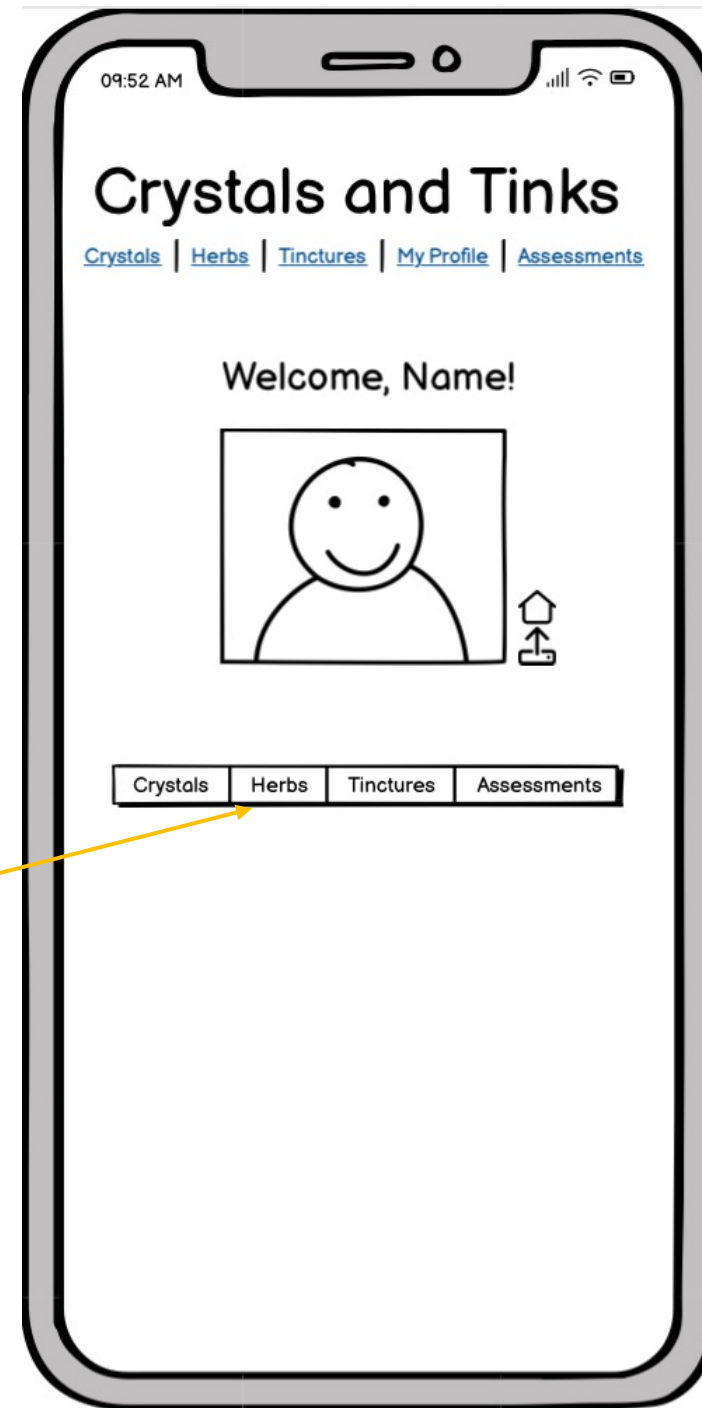 09:52 AM
Crystals and Tinks
Crystals | Herbs | Tinctures | My Profile | Assessments
Welcome, Name!
Crystals Herbs Tinctures Assessments